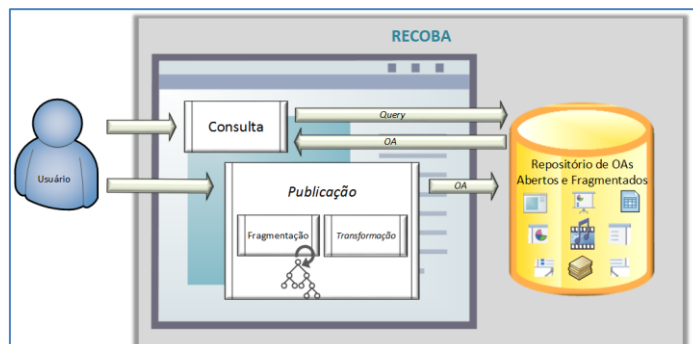 RECOBA
Usuário
Consulta
Query
OA
Publicação
Fragmentação
Transformação
OA
Repositório de OAs
Abertos e Fragmentados